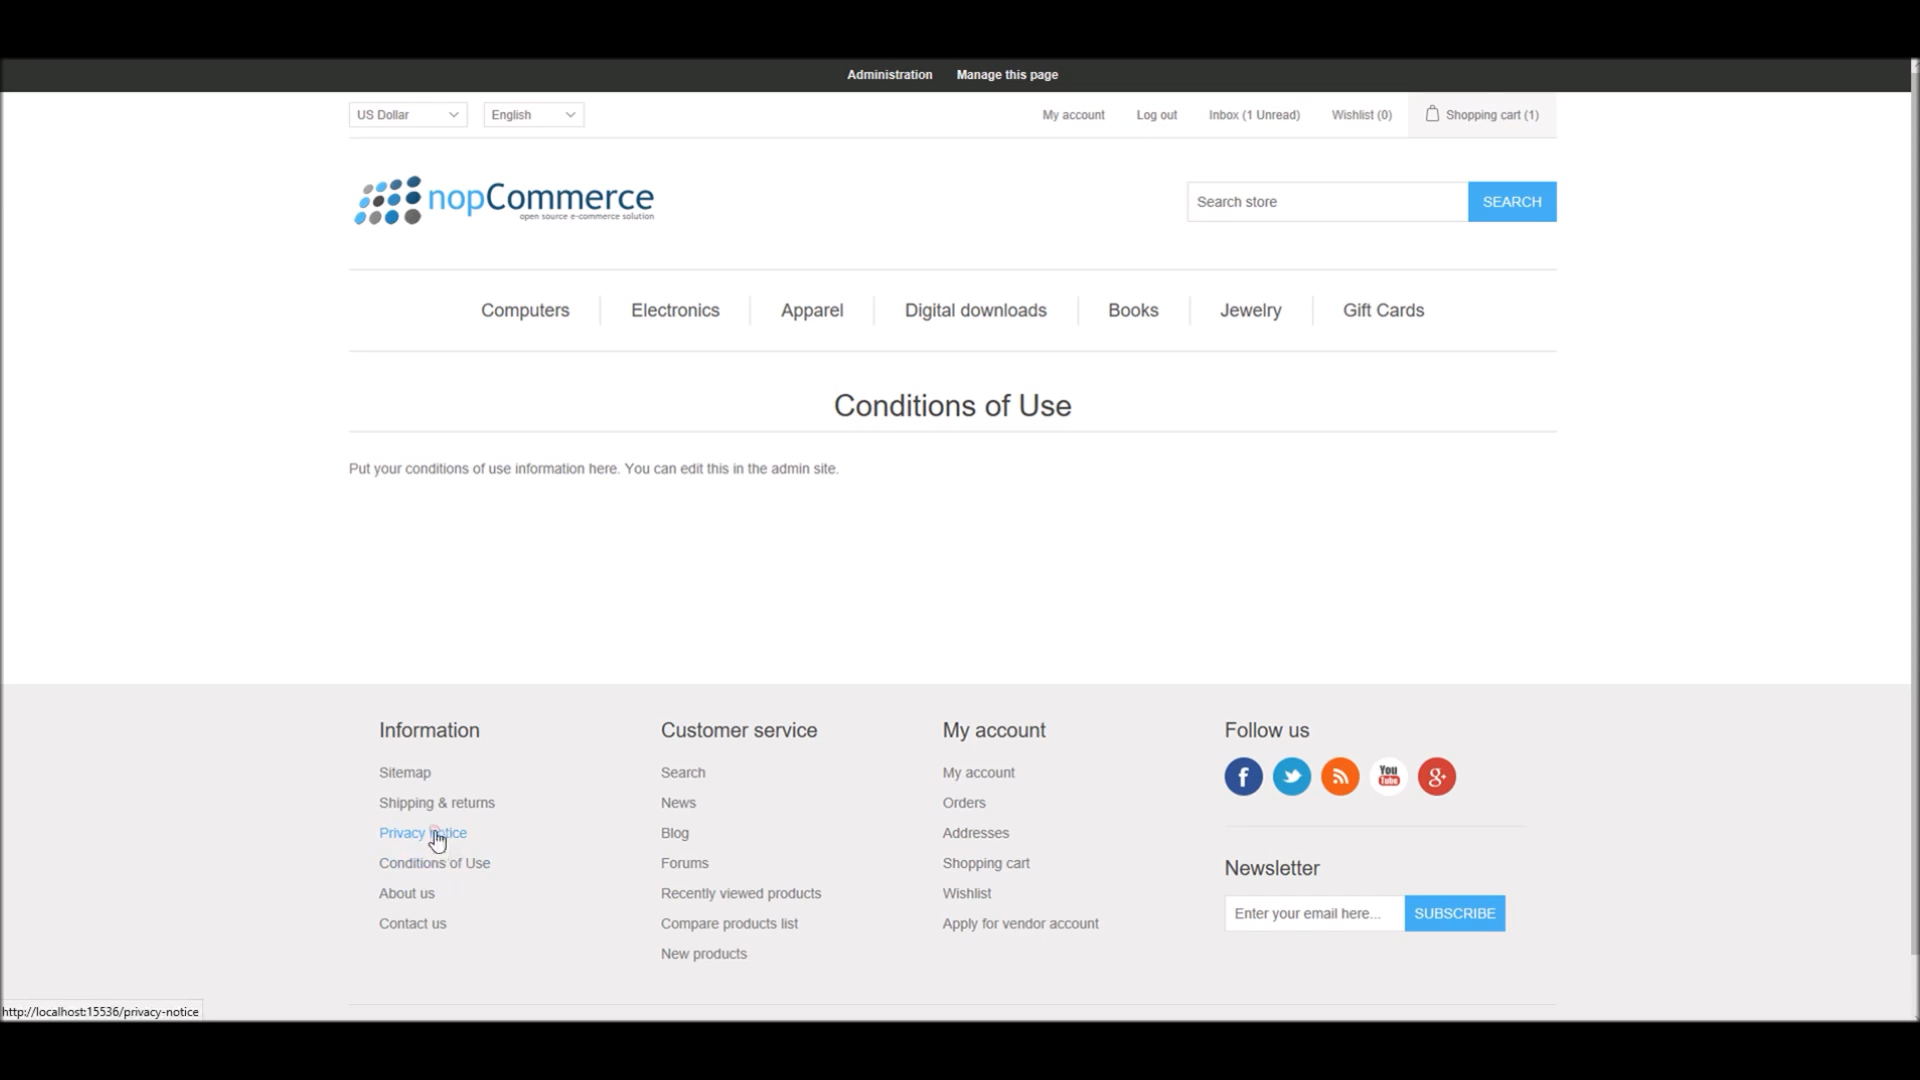 Administration Manage this page
US Dollar English My account Log out Inbox (1 Unread) Wishlist (0) Shopping cart (1)
nopCommerce
open source e-commerce solution
Search store SEARCH
Computers Electronics Apparel Digital downloads Books Jewelry Gift Cards
Conditions of Use
Put your conditions of use information here. You can edit this in the admin site.
Information
Sitemap
Shipping & returns
Privacy notice
Conditions of Use
About us
Contact us
Customer service
Search
News
Blog
Forums
Recently viewed products
Compare products list
New products
My account
My account
Orders
Addresses
Shopping cart
Wishlist
Apply for vendor account
Follow us
f You Tube g+
Newsletter
Enter your email here... SUBSCRIBE
http://localhost:15536/privacy-notice